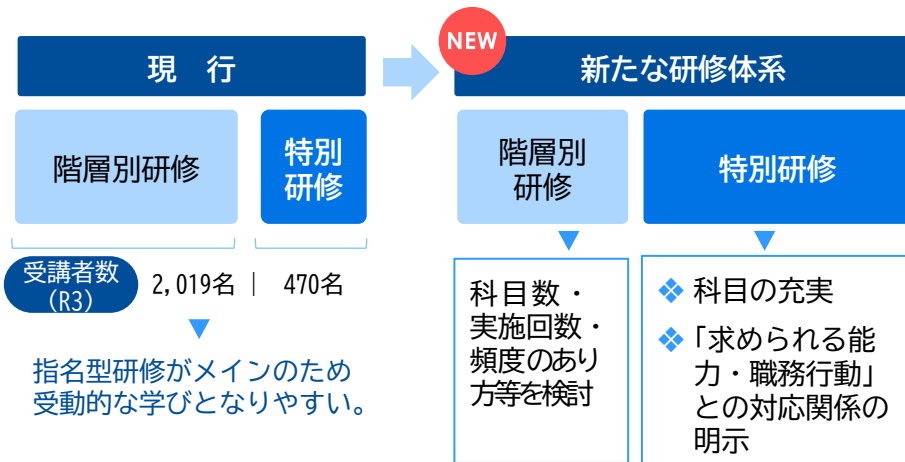 現　行
NEW
新たな研修体系
階層別研修
特別
研修
階層別
研修
特別研修
受講者数
（R3）
2,019名 | 470名
指名型研修がメインのため
受動的な学びとなりやすい。
科目数・
実施回数・
頻度のあり
方等を検討
科目の充実
「求められる能
力・職務行動」
との対応関係の
明示